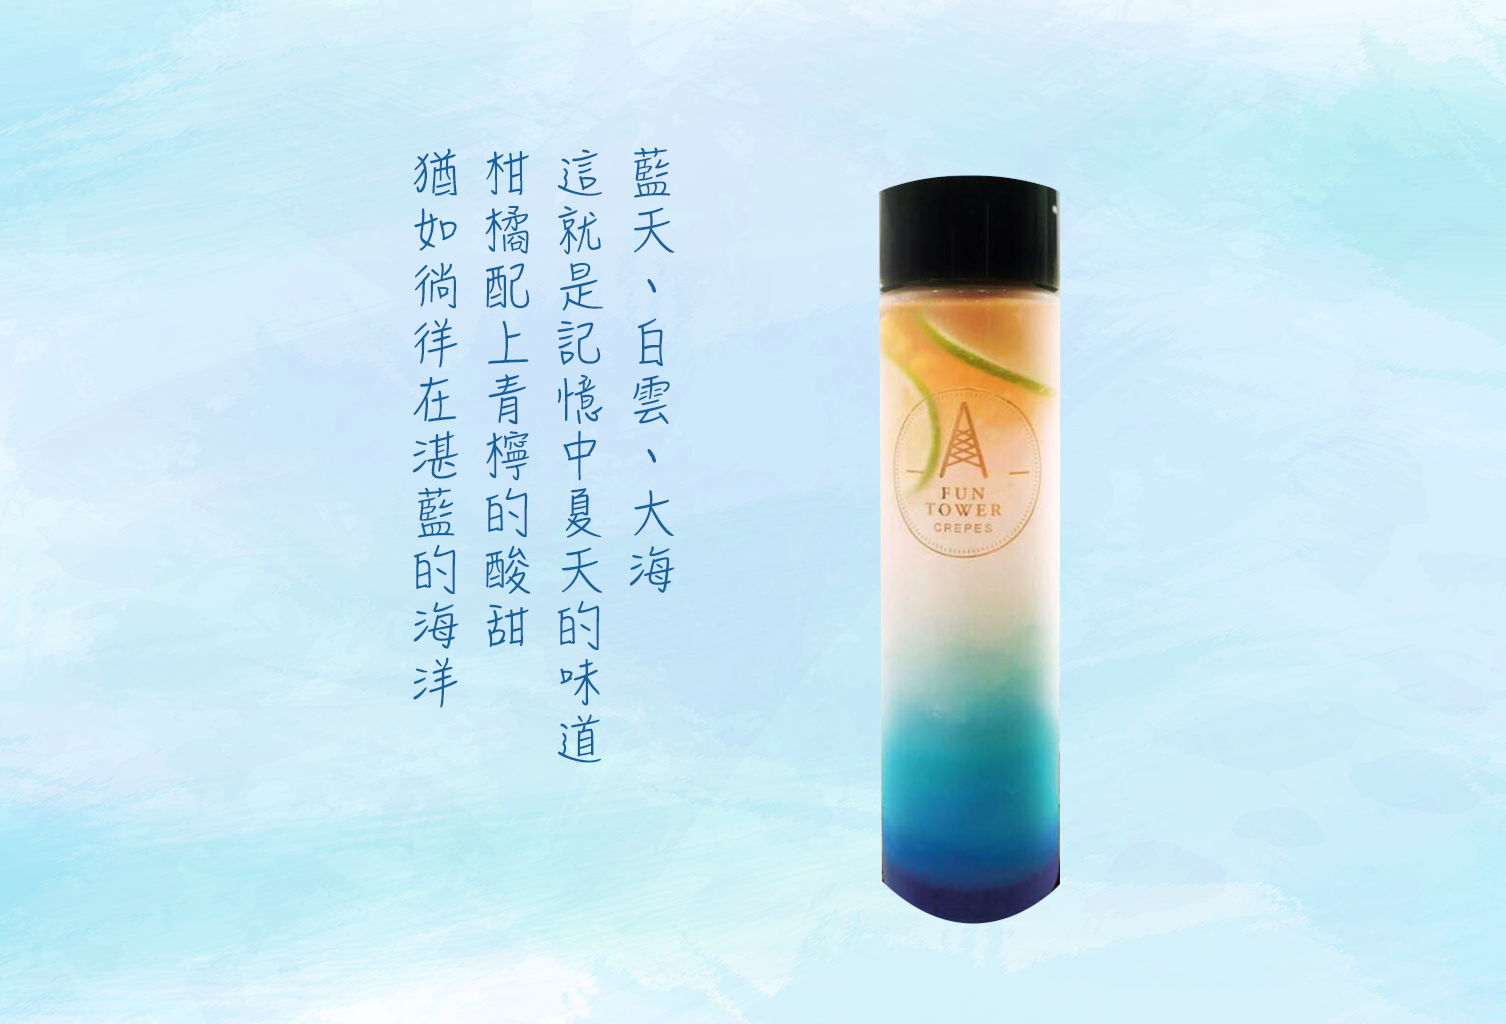 藍天、白雲、大海
這就是記憶中夏天的味道
柑橘配上青檸的酸甜
猶如徜徉在湛藍的海洋
FUN
TOWER
CREPES